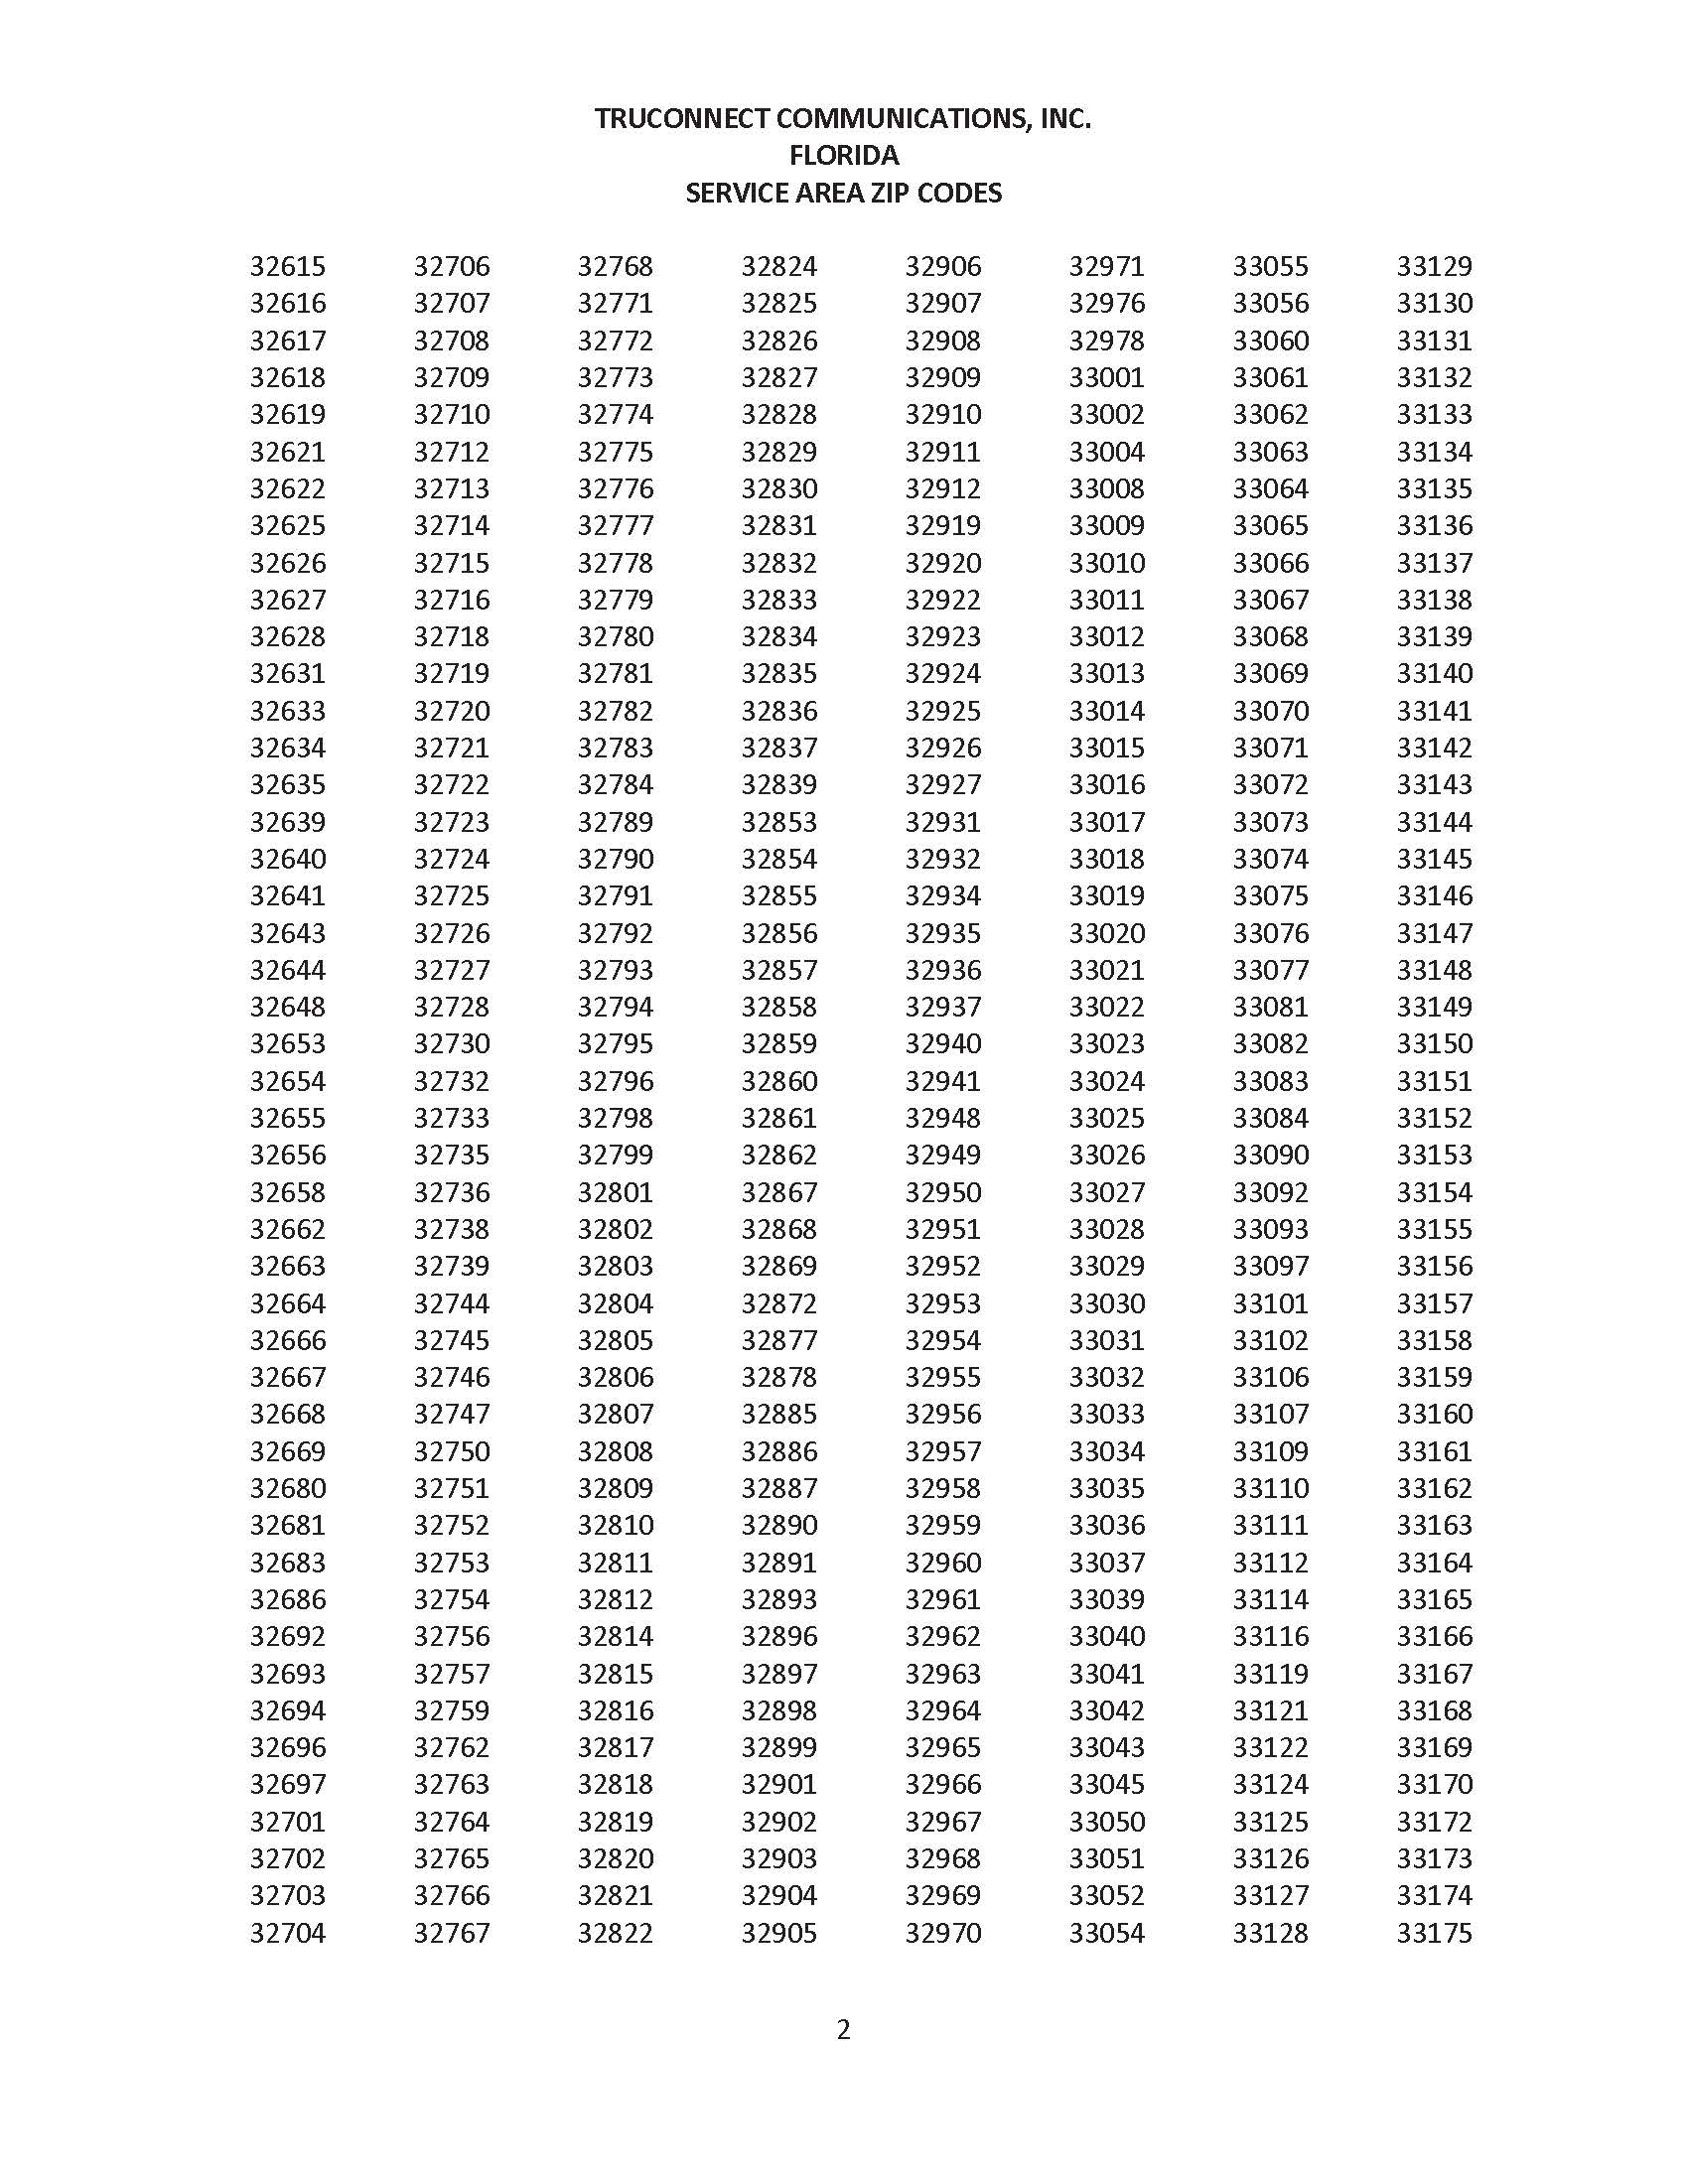 TRUCONNECT COMMUNICATIONS, INC.
FLORIDA
SERVICE AREA ZIP CODES
32615 32706 32768 32824 32906 32971 33055 33129
32616 32707 32771 32825 32907 32976 33056 33130
32617 32708 32772 32826 32908 32978 33060 33131
32618 32709 32773 32827 32909 33001 33061 33132
32619 32710 32774 32828 32910 33002 33062 33133
32621 32712 32775 32829 32911 33004 33063 33134
32622 32713 32776 32830 32912 33008 33064 33135
32625 32714 32777 32831 32919 33009 33065 33136
32626 32715 32778 32832 32920 33010 33066 33137
32627 32716 32779 32833 32922 33011 33067 33138
32628 32718 32780 32834 32923 33012 33068 33139
32631 32719 32781 32835 32924 33013 33069 33140
32633 32720 32782 32836 32925 33014 33070 33141
32634 32721 32783 32837 32926 33015 33071 33142
32635 32722 32784 32839 32927 33016 33072 33143
32639 32723 32789 32853 32931 33017 33073 33144
32640 32724 32790 32854 32932 33018 33074 33145
32641 32725 32791 32855 32934 33019 33075 33146
32643 32726 32792 32856 32935 33020 33076 33147
32644 32727 32793 32857 32936 33021 33077 33148
32648 32728 32794 32858 32937 33022 33081 33149
32653 32730 32795 32859 32940 33023 33082 33150
32654 32732 32796 32860 32941 33024 33083 33151
32655 32733 32798 32861 32948 33025 33084 33152
32656 32735 32799 32862 32949 33026 33090 33153
32658 32736 32801 32867 32950 33027 33092 33154
32662 32738 32802 32868 32951 33028 33093 33155
32663 32739 32803 32869 32952 33029 33097 33156
32664 32744 32804 32872 32953 33030 33101 33157
32666 32745 32805 32877 32954 33031 33102 33158
32667 32746 32806 32878 32955 33032 33106 33159
32668 32747 32807 32885 32956 33033 33107 33160
32669 32750 32808 32886 32957 33034 33109 33161
32680 32751 32809 32887 32958 33035 33110 33162
32681 32752 32810 32890 32959 33036 33111 33163
32683 32753 32811 32891 32960 33037 33112 33164
32686 32754 32812 32893 32961 33039 33114 33165
32692 32756 32814 32896 32962 33040 33116 33166
32693 32757 32815 32897 32963 33041 33119 33167
32694 32759 32816 32898 32964 33042 33121 33168
32696 32762 32817 32899 32965 33043 33122 33169
32697 32763 32818 32901 32966 33045 33124 33170
32701 32764 32819 32902 32967 33050 33125 33172
32702 32765 32820 32903 32968 33051 33126 33173
32703 32766 32821 32904 32969 33052 33127 33174
32704 32767 32822 32905 32970 33054 33128 33175
2